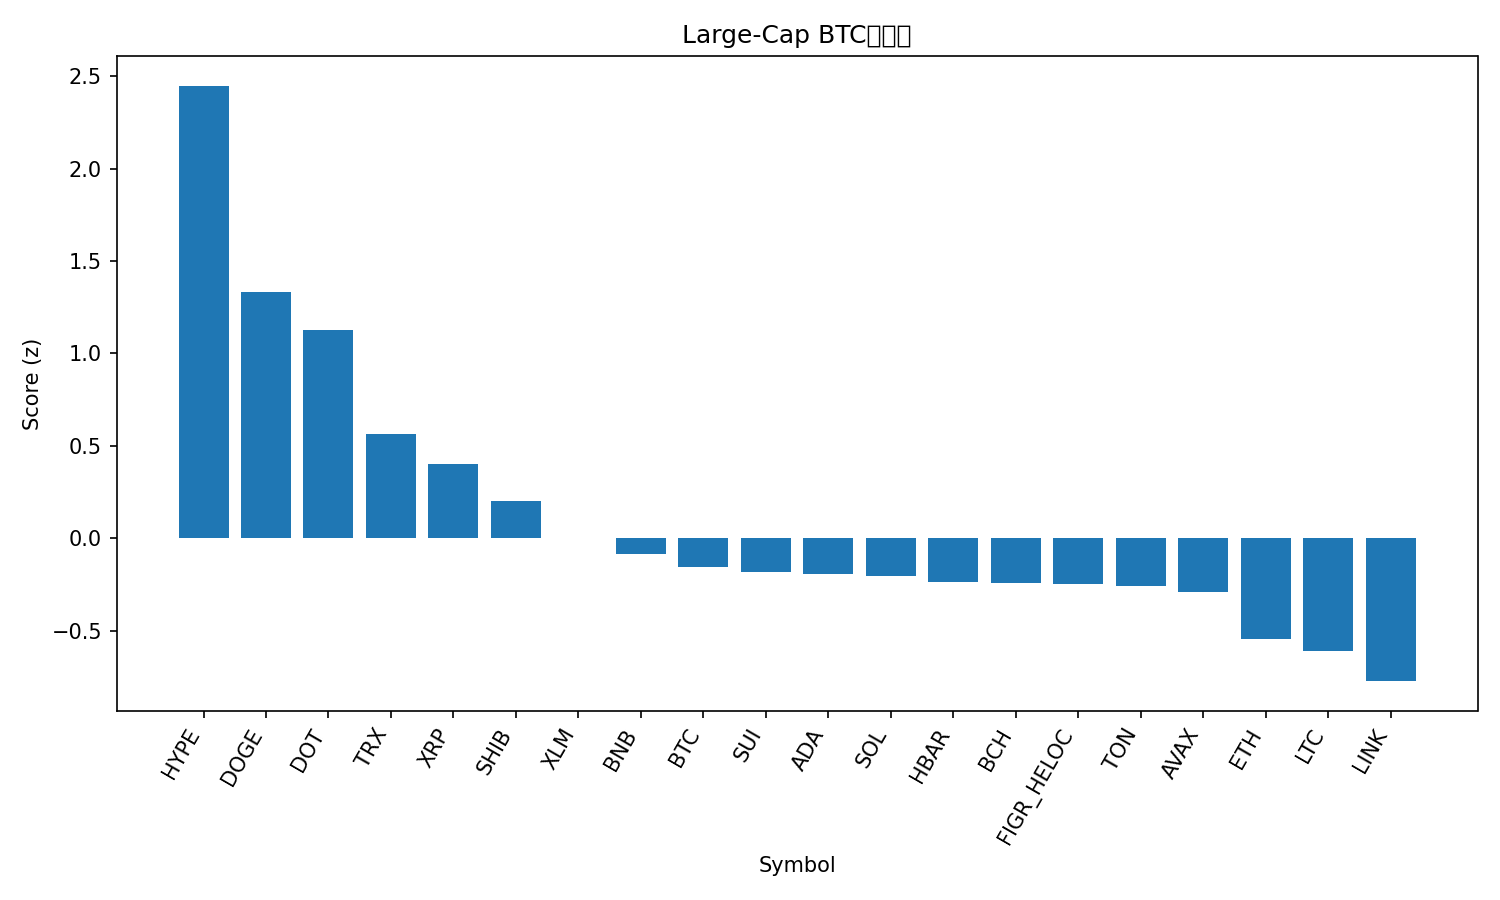 Large-Cap BTC
2.5
2.0
1.5
1.0
0.5
0.0
−0.5
Score (z)
HYPE
DOGE
DOT
TRX
XRP
SHIB
XLM
BNB
BTC
SUI
ADA
SOL
HBAR
BCH
FIGR_HELOC
TON
AVAX
ETH
LTC
LINK
Symbol